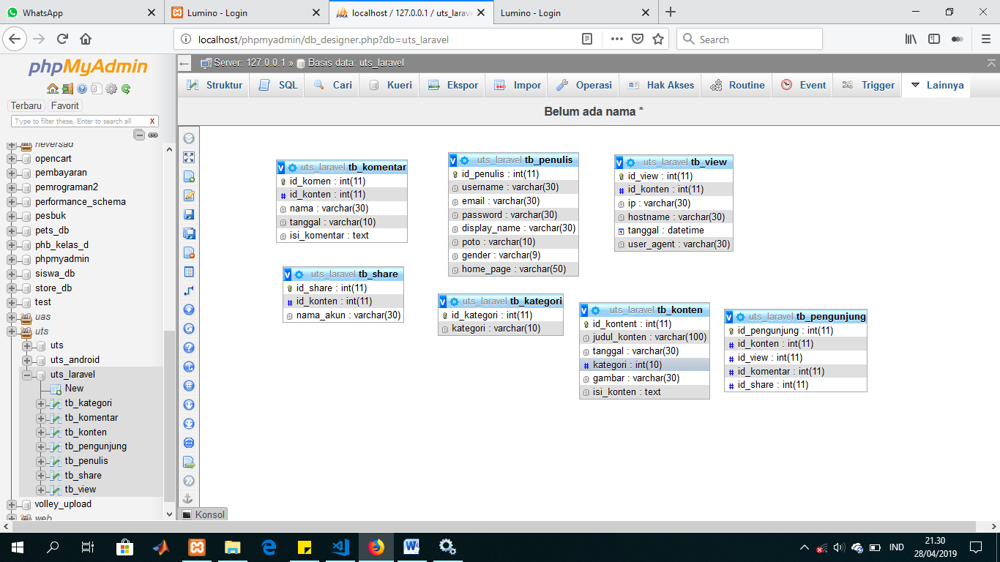 WhatsApp
Lumino - Login
localhost / 127.0.0.1 / uts_larave
Lumino - Login
localhost/phpmyadmin/db_designer.php?db=uts_laravel
Search
phpMyAdmin
Terbaru
Favorit
Type to filter these, Enter to search all
X
neversad
opencart
pembayaran
pemrograman2
performance_schema
pesbuk
pets_db
phb_kelas_d
phpmyadmin
siswa_db
store_db
test
uas
uts
uts
uts_android
uts_laravel
New
tb_kategori
tb_komentar
tb_konten
tb_pengunjung
tb_penulis
tb_share
tb_view
volley_upload
web
Server: 127.0.0.1 » Basis data: uts_laravel
Struktur
SQL
Cari
Kueri
Ekspor
Impor
Operasi
Hak Akses
Routine
Event
Trigger
Lainnya
Belum ada nama *
v uts_laravel tb_komentar
id_komen : int(11)
# id_konten : int(11)
nama : varchar(30)
tanggal : varchar(10)
isi_komentar : text
v uts_laravel tb_penulis
id_penulis : int(11)
username : varchar(30)
email : varchar(30)
password : varchar(30)
display_name : varchar(30)
poto : varchar(10)
gender : varchar(9)
home_page : varchar(50)
v uts_laravel tb_view
id_view : int(11)
# id_konten : int(11)
ip : varchar(30)
hostname : varchar(30)
tanggal : datetime
user_agent : varchar(30)
v uts_laravel tb_share
id_share : int(11)
# id_konten : int(11)
nama_akun : varchar(30)
v uts_laravel tb_kategori
id_kategori : int(11)
kategori : varchar(10)
v uts_laravel tb_konten
id_kontent : int(11)
judul_konten : varchar(100)
tanggal : varchar(30)
# kategori : int(10)
gambar : varchar(30)
isi_konten : text
v uts_laravel tb_pengunjung
id_pengunjung : int(11)
# id_konten : int(11)
# id_view : int(11)
# id_komentar : int(11)
# id_share : int(11)
Konsol
IND
21.30
28/04/2019